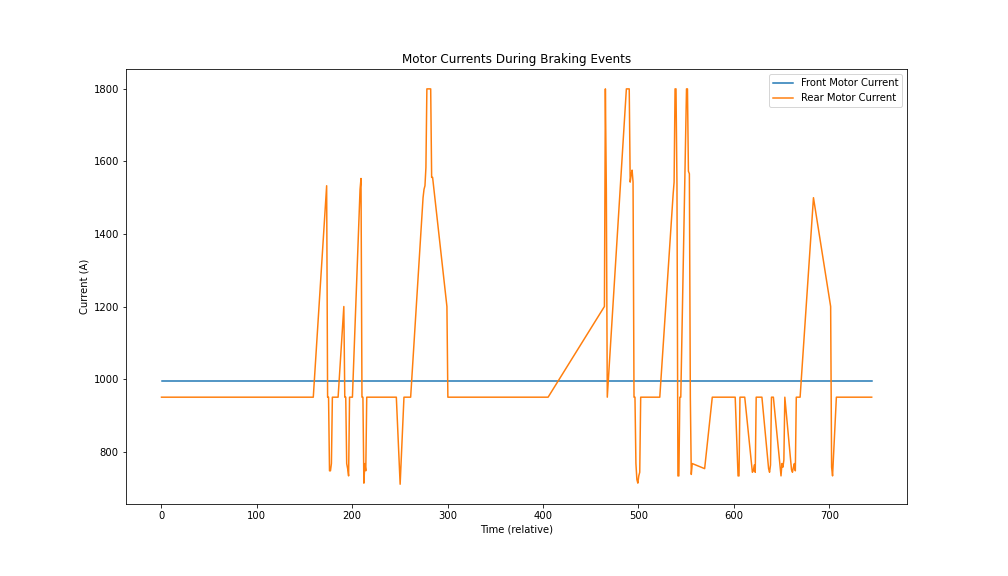 Motor Currents During Braking Events
Front Motor Current
Rear Motor Current
1800
1600
1400
1200
1000
800
Current (A)
0 100 200 300 400 500 600 700
Time (relative)